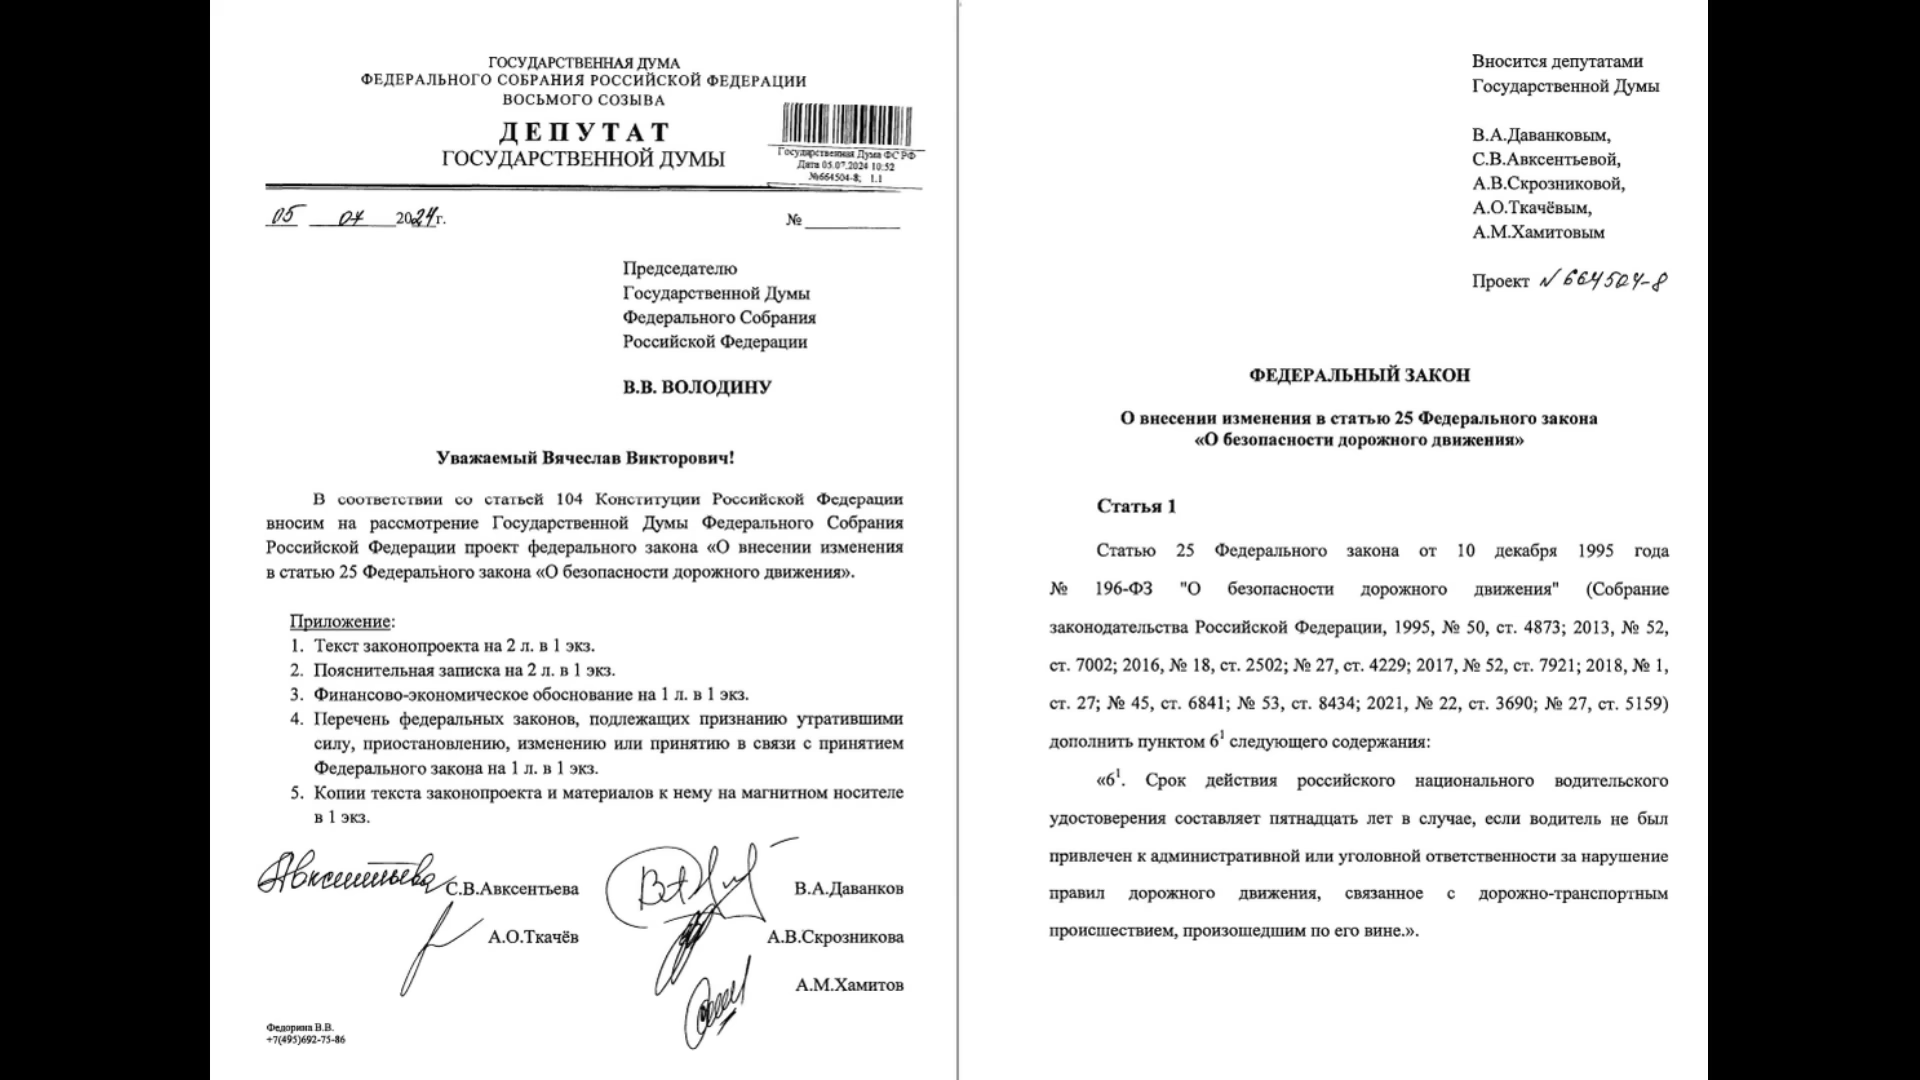 ГОСУДАРСТВЕННАЯ ДУМА
ФЕДЕРАЛЬНОГО СОБРАНИЯ РОССИЙСКОЙ ФЕДЕРАЦИИ
ВОСЬМОГО СОЗЫВА
ДЕПУТАТ
ГОСУДАРСТВЕННОЙ ДУМЫ
Государственная Дума ФС РФ
Дата 05.07.2024 10:52
№664504-8; 1.1
05 07 2024г.
№
Председателю
Государственной Думы
Федерального Собрания
Российской Федерации
В.В. ВОЛОДИНУ
Уважаемый Вячеслав Викторович!
В соответствии со статьей 104 Конституции Российской Федерации
вносим на рассмотрение Государственной Думы Федерального Собрания
Российской Федерации проект федерального закона «О внесении изменения
в статью 25 Федерального закона «О безопасности дорожного движения».
Приложение:
1. Текст законопроекта на 2 л. в 1 экз.
2. Пояснительная записка на 2 л. в 1 экз.
3. Финансово-экономическое обоснование на 1 л. в 1 экз.
4. Перечень федеральных законов, подлежащих признанию утратившими
силу, приостановлению, изменению или принятию в связи с принятием
Федерального закона на 1 л. в 1 экз.
5. Копии текста законопроекта и материалов к нему на магнитном носителе
в 1 экз.
Авксентьева С.В.Авксентьева В.А.Даванков
А.О.Ткачёв А.В.Скрозникова
А.М.Хамитов
Федорина В.В.
+7(495)692-75-86
Вносится депутатами
Государственной Думы
В.А.Даванковым,
С.В.Авксентьевой,
А.В.Скрозниковой,
А.О.Ткачёвым,
А.М.Хамитовым
Проект №664504-8
ФЕДЕРАЛЬНЫЙ ЗАКОН
О внесении изменения в статью 25 Федерального закона
«О безопасности дорожного движения»
Статья 1
Статью 25 Федерального закона от 10 декабря 1995 года
№ 196-ФЗ "О безопасности дорожного движения" (Собрание
законодательства Российской Федерации, 1995, № 50, ст. 4873; 2013, № 52,
ст. 7002; 2016, № 18, ст. 2502; № 27, ст. 4229; 2017, № 52, ст. 7921; 2018, № 1,
ст. 27; № 45, ст. 6841; № 53, ст. 8434; 2021, № 22, ст. 3690; № 27, ст. 5159)
дополнить пунктом 6¹ следующего содержания:
«6¹. Срок действия российского национального водительского
удостоверения составляет пятнадцать лет в случае, если водитель не был
привлечен к административной или уголовной ответственности за нарушение
правил дорожного движения, связанное с дорожно-транспортным
происшествием, произошедшим по его вине.».